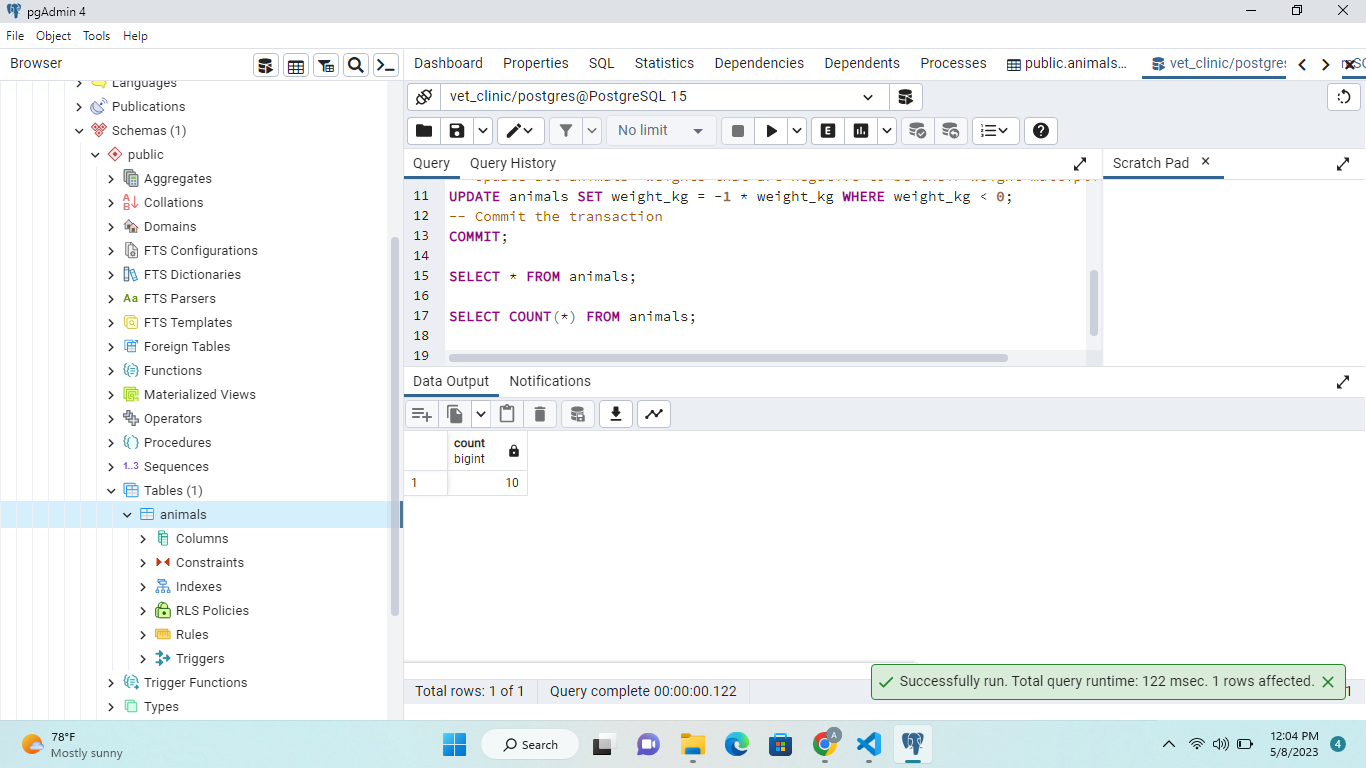 pgAdmin 4
File Object Tools Help
Browser
Dashboard Properties SQL Statistics Dependencies Dependents Processes public.animals... vet_clinic/postgres
vet_clinic/postgres@PostgreSQL 15
No limit
Query Query History
Scratch Pad
Languages
Publications
Schemas (1)
public
Aggregates
Collations
Domains
FTS Configurations
FTS Dictionaries
FTS Parsers
FTS Templates
Foreign Tables
Functions
Materialized Views
Operators
Procedures
1..3 Sequences
Tables (1)
animals
Columns
Constraints
Indexes
RLS Policies
Rules
Triggers
Trigger Functions
Types
11 UPDATE animals SET weight_kg = -1 * weight_kg WHERE weight_kg < 0;
12 -- Commit the transaction
13 COMMIT;
14
15 SELECT * FROM animals;
16
17 SELECT COUNT(*) FROM animals;
18
19
Data Output Notifications
count
bigint
1 10
Total rows: 1 of 1 Query complete 00:00:00.122
Successfully run. Total query runtime: 122 msec. 1 rows affected.
78°F
Mostly sunny
Search
A
12:04 PM
5/8/2023
4